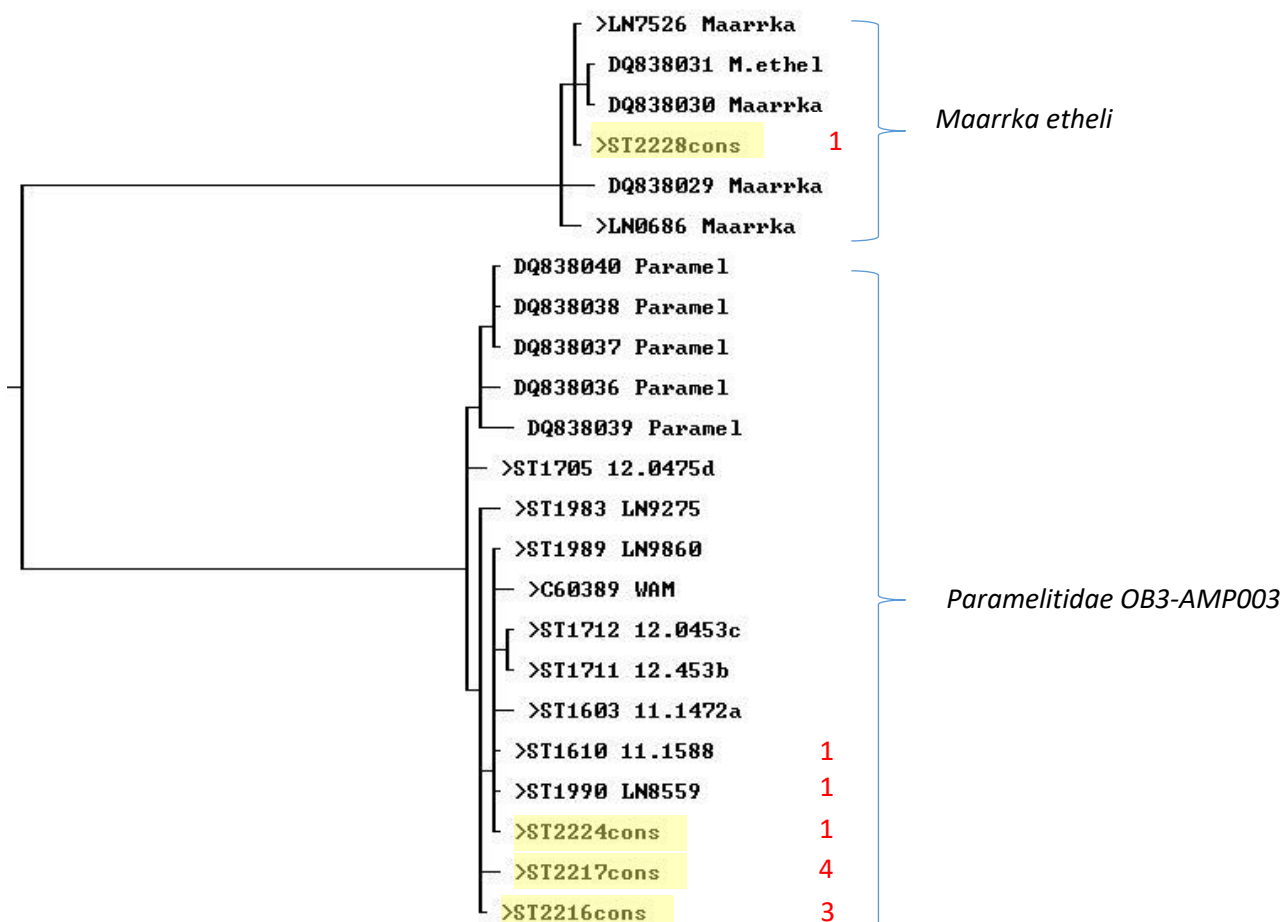 >LN7526 Maarrka
DQ838031 M.ethel
DQ838030 Maarrka
Maarrka etheli
>ST2228cons 1
DQ838029 Maarrka
>LN0686 Maarrka
DQ838040 Paramel
DQ838038 Paramel
DQ838037 Paramel
DQ838036 Paramel
DQ838039 Paramel
>ST1705 12.0475d
>ST1983 LN9275
>ST1989 LN9860
>C60389 WAM
Paramelitidae OB3-AMP003
>ST1712 12.0453c
>ST1711 12.453b
>ST1603 11.1472a
>ST1610 11.1588 1
>ST1990 LN8559 1
>ST2224cons 1
>ST2217cons 4
>ST2216cons 3